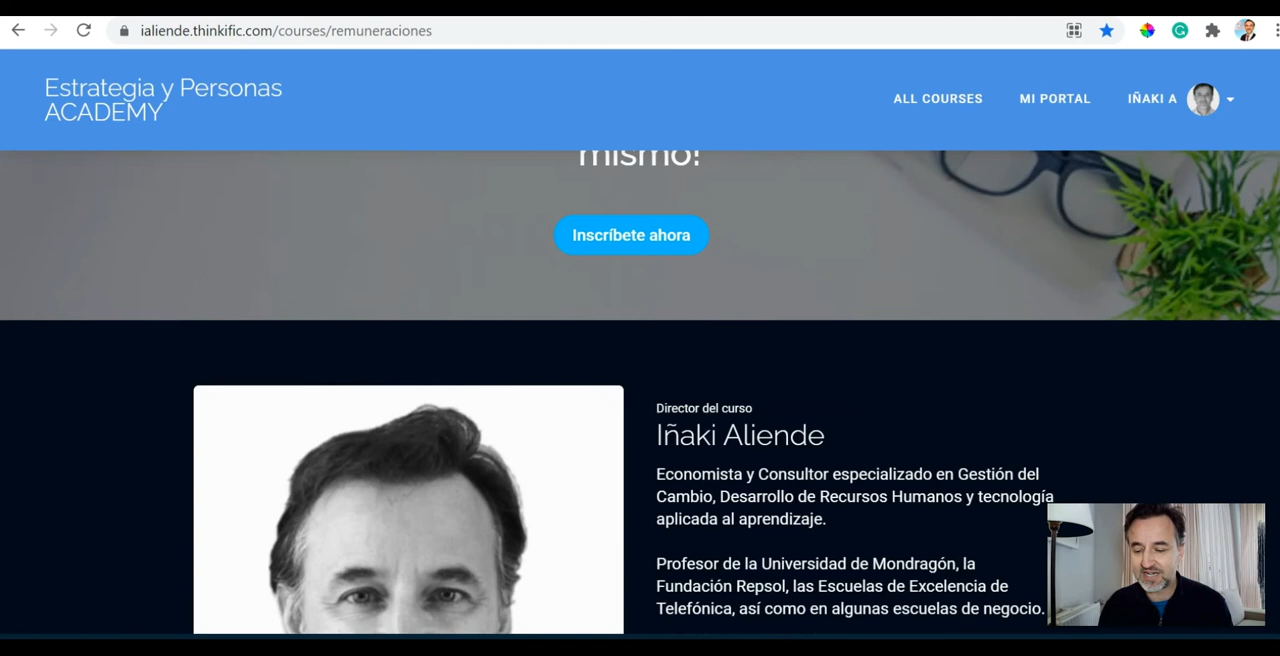 ialiende.thinkific.com/courses/remuneraciones
Estrategia y Personas
ACADEMY
ALL COURSES
MI PORTAL
IÑAKI A
mismo!
Inscríbete ahora
Director del curso
Iñaki Aliende
Economista y Consultor especializado en Gestión del
Cambio, Desarrollo de Recursos Humanos y tecnología
aplicada al aprendizaje.
Profesor de la Universidad de Mondragón, la
Fundación Repsol, las Escuelas de Excelencia de
Telefónica, así como en algunas escuelas de negocio.